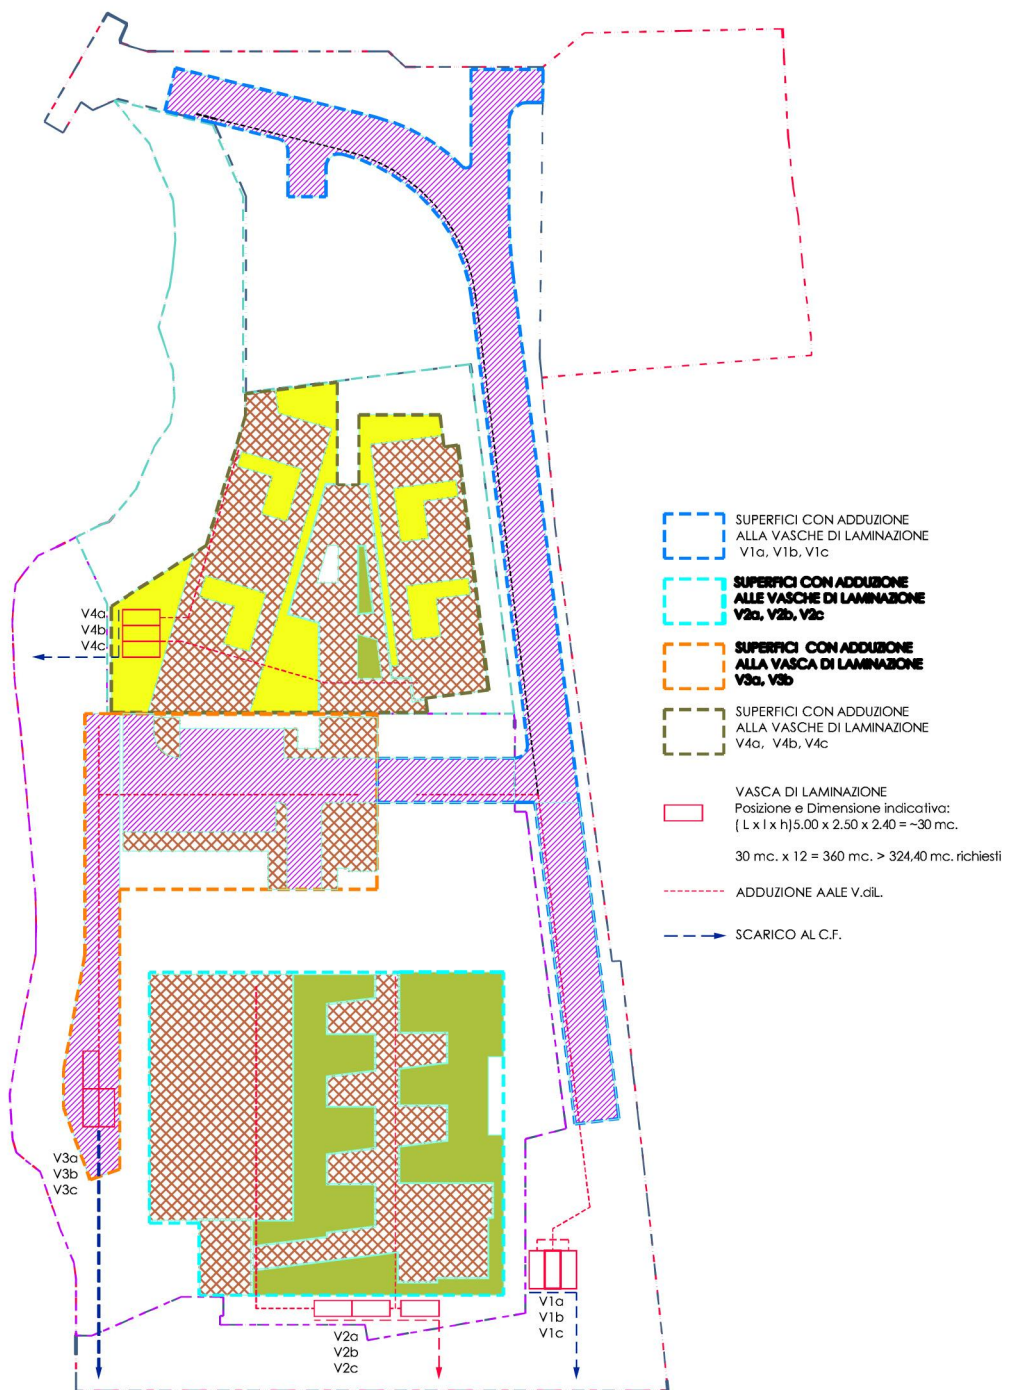 SUPERFICI CON ADDUZIONE
ALLA VASCHE DI LAMINAZIONE
V1a, V1b, V1c
SUPERFICI CON ADDUZIONE
ALLE VASCHE DI LAMINAZIONE
V2a, V2b, V2c
SUPERFICI CON ADDUZIONE
ALLA VASCA DI LAMINAZIONE
V3a, V3b
SUPERFICI CON ADDUZIONE
ALLA VASCHE DI LAMINAZIONE
V4a, V4b, V4c
VASCA DI LAMINAZIONE
Posizione e Dimensione indicativa:
( L x l x h)5.00 x 2.50 x 2.40 = ~30 mc.
30 mc. x 12 = 360 mc. > 324,40 mc. richiesti
ADDUZIONE AALE V.diL.
SCARICO AL C.F.
V4a
V4b
V4c
V3a
V3b
V3c
V2a
V2b
V2c
V1a
V1b
V1c